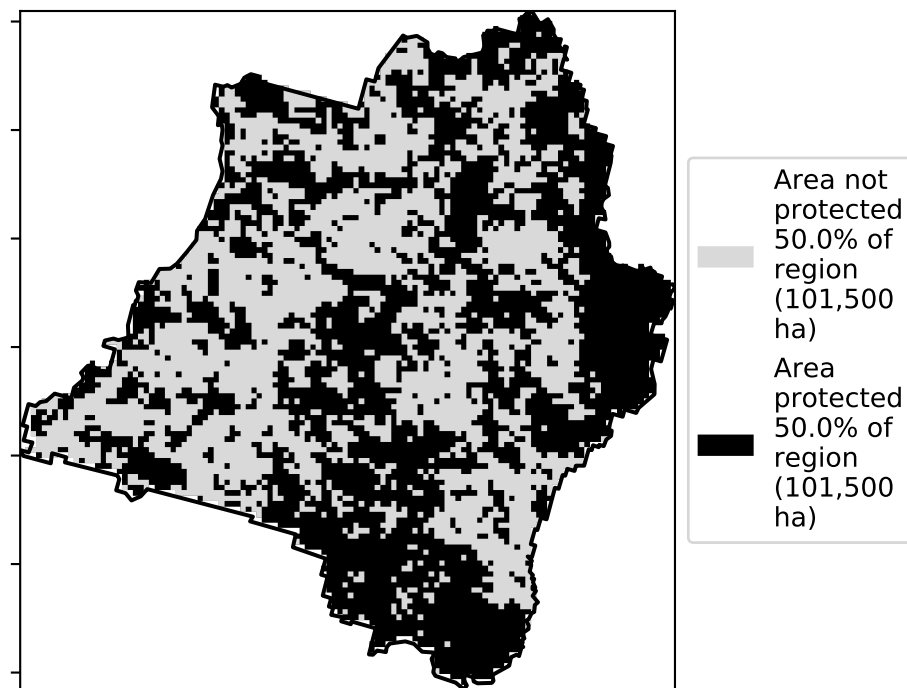 Area not
protected
50.0% of
region
(101,500
ha)
Area
protected
50.0% of
region
(101,500
ha)